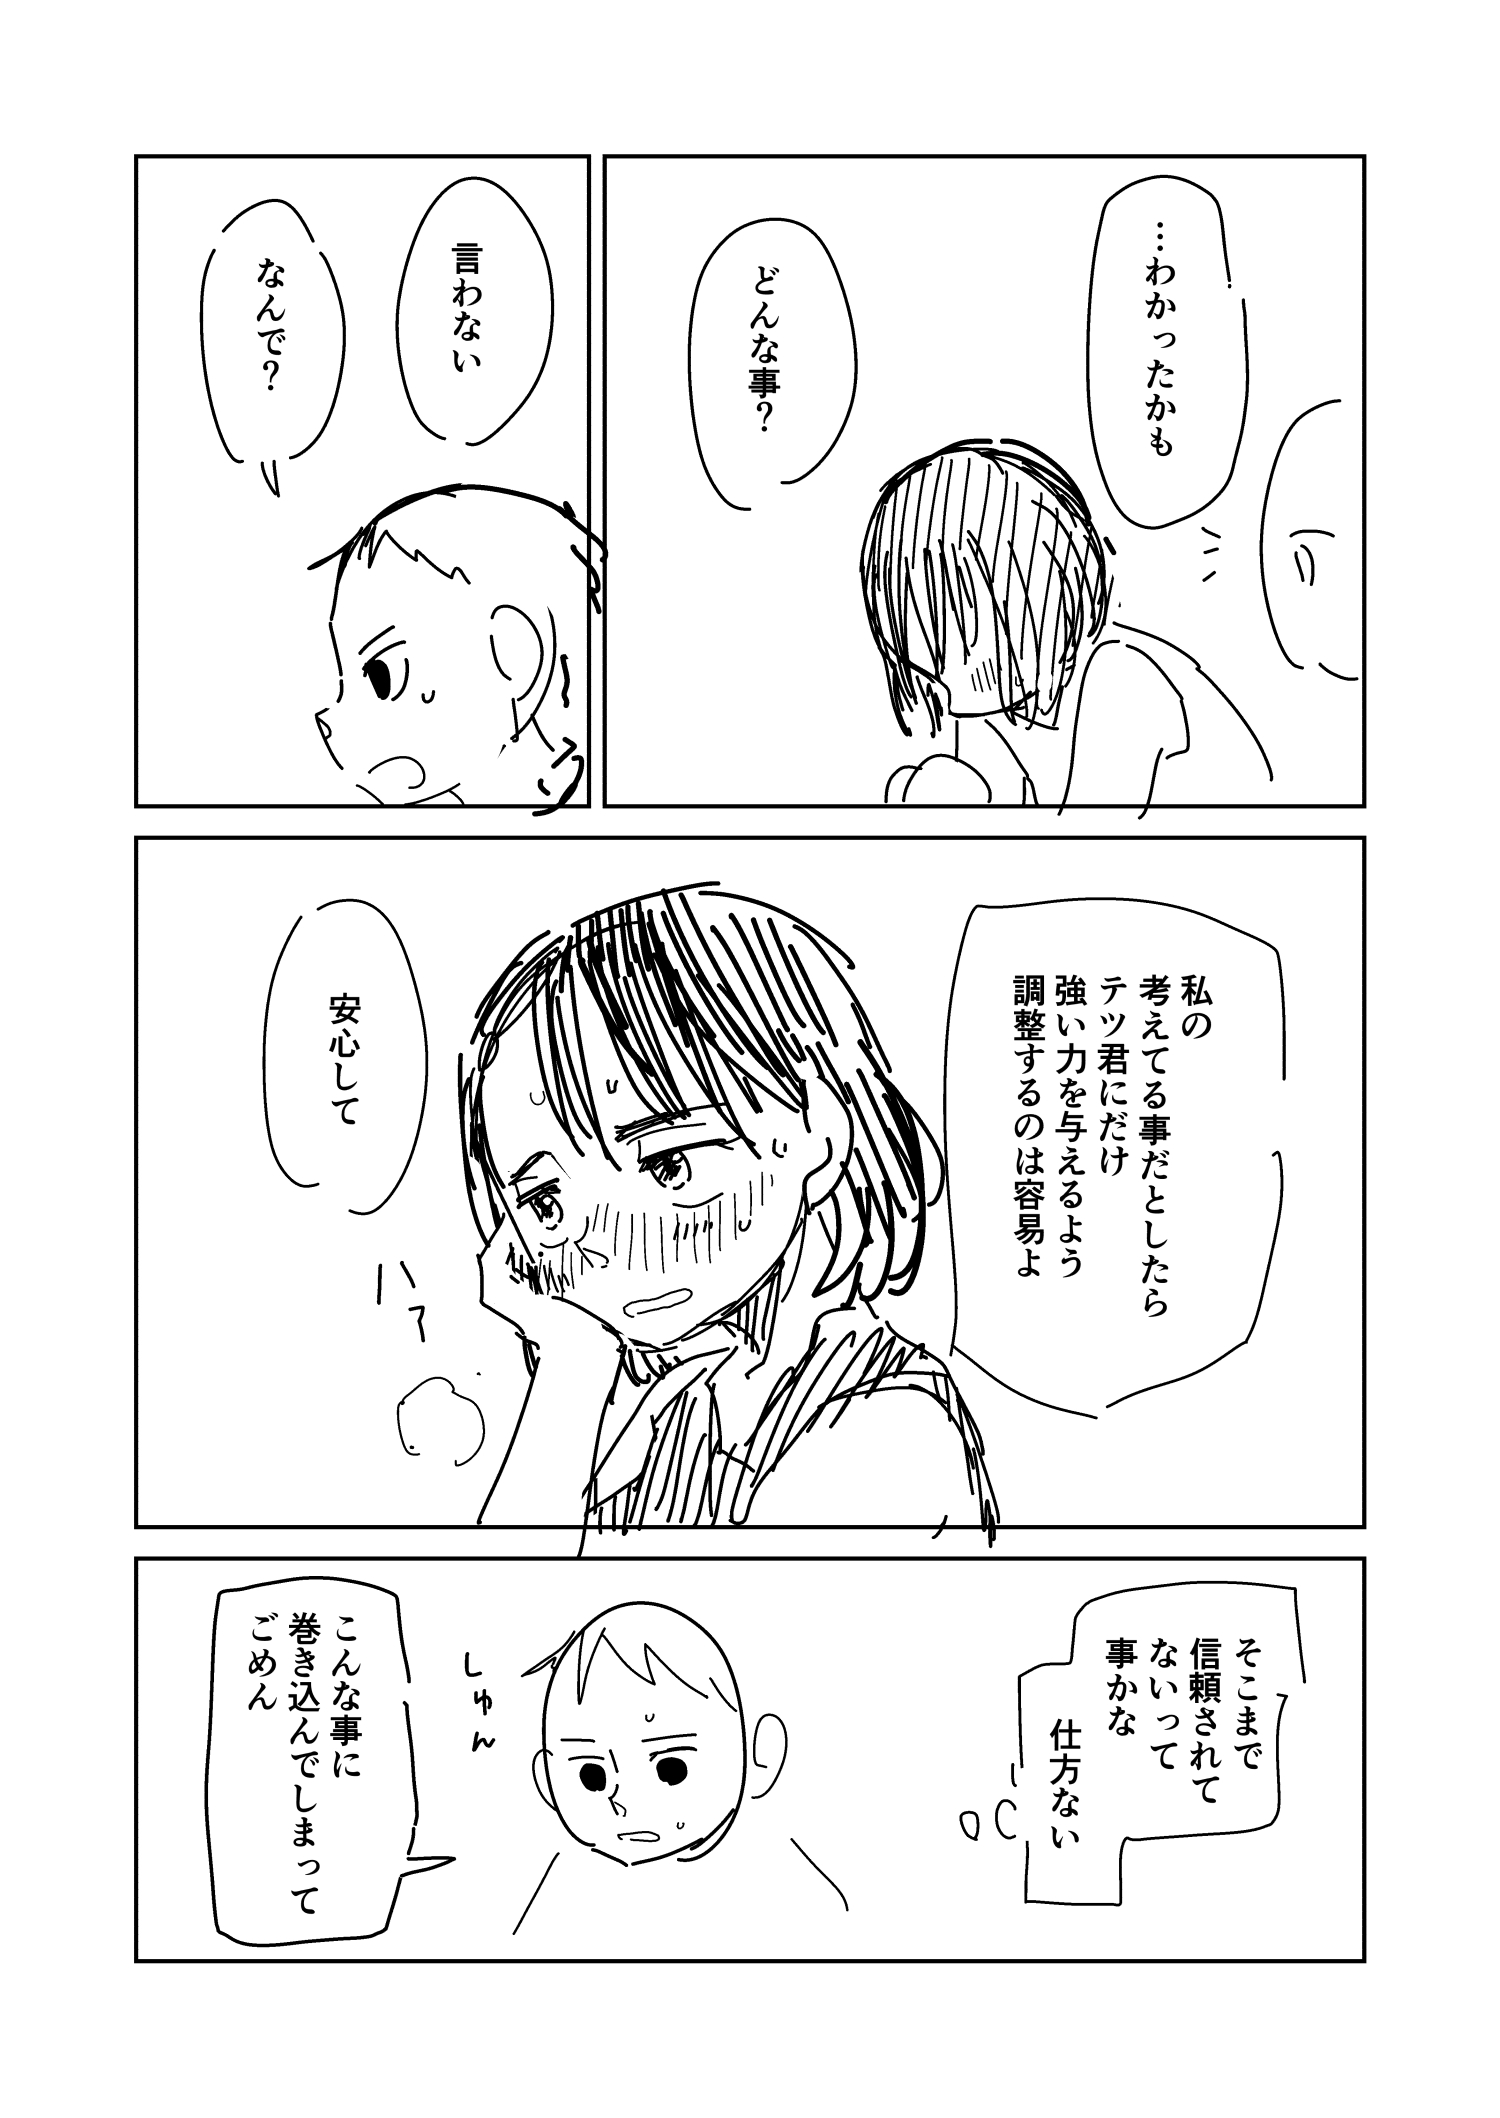 …わかったかも
どんな事？
言わない
なんで？
私の
考えてる事だとしたら
テツ君にだけ
強い力を与えるよう
調整するのは容易よ
安心して
ハァ
そこまで
信頼されて
ないって
事かな
仕方ない
しゅん
こんな事に
巻き込んでしまって
ごめん